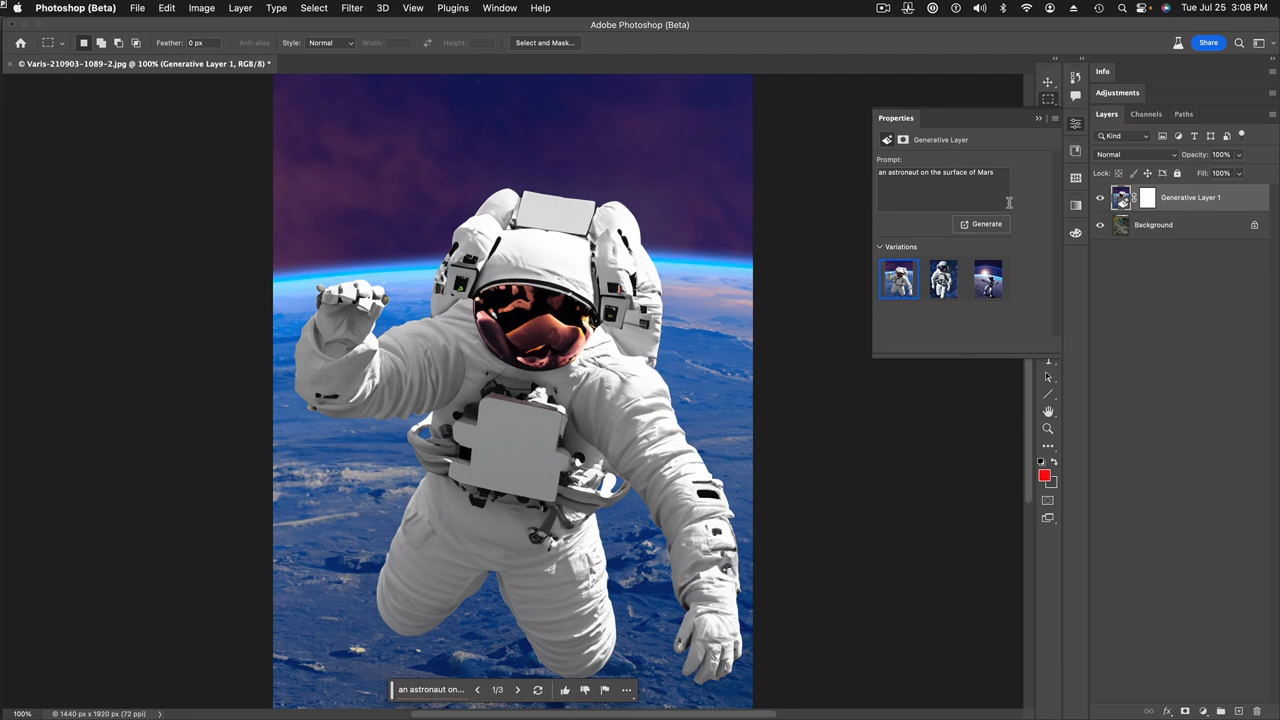 Photoshop (Beta) File Edit Image Layer Type Select Filter 3D View Plugins Window Help Tue Jul 25 3:08 PM
Adobe Photoshop (Beta)
Feather: 0 px Anti-alias Style: Normal Width: Height: Select and Mask... Share
© Varis-210903-1089-2.jpg @ 100% (Generative Layer 1, RGB/8) *
Info
Adjustments
Layers Channels Paths
Kind
Normal Opacity: 100%
Lock: Fill: 100%
Generative Layer 1
Background
Properties
Generative Layer
Prompt:
an astronaut on the surface of Mars
Generate
Variations
an astronaut on... 1/3
100% © 1440 px x 1920 px (72 ppi)